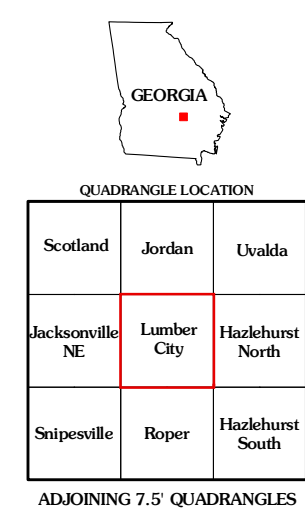 GEORGIA
QUADRANGLE LOCATION
Scotland
Jordan
Uvalda
Jacksonville
NE
Lumber
City
Hazlehurst
North
Snipesville
Roper
Hazlehurst
South
ADJOINING 7.5' QUADRANGLES